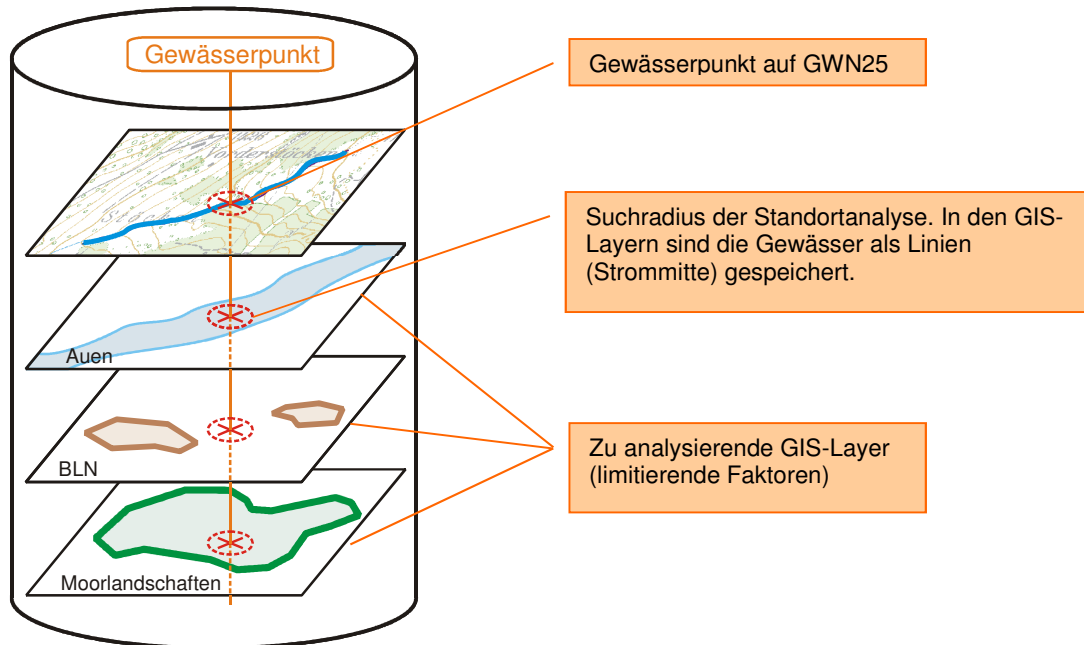 Gewässerpunkt
Gewässerpunkt auf GWN25
Vorderstöcken
Suchradius der Standortanalyse. In den GIS-
Layern sind die Gewässer als Linien
(Strommitte) gespeichert.
Auen
BLN
Zu analysierende GIS-Layer
(limitierende Faktoren)
Moorlandschaften